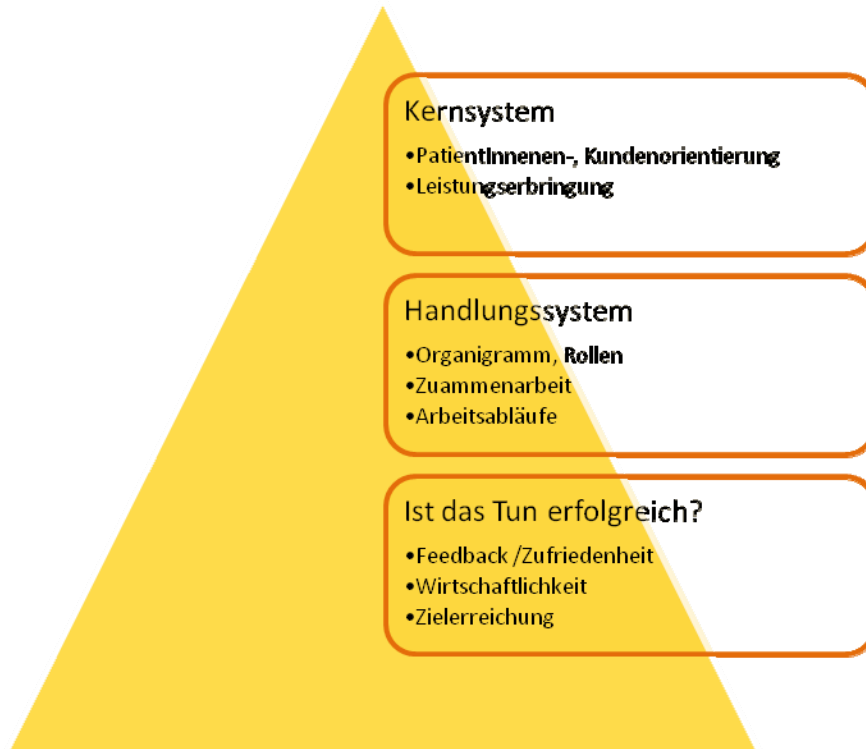 Kernsystem
•PatientInnenen-, Kundenorientierung
•Leistungserbringung
Handlungssystem
•Organigramm, Rollen
•Zuammenarbeit
•Arbeitsabläufe
Ist das Tun erfolgreich?
•Feedback /Zufriedenheit
•Wirtschaftlichkeit
•Zielerreichung